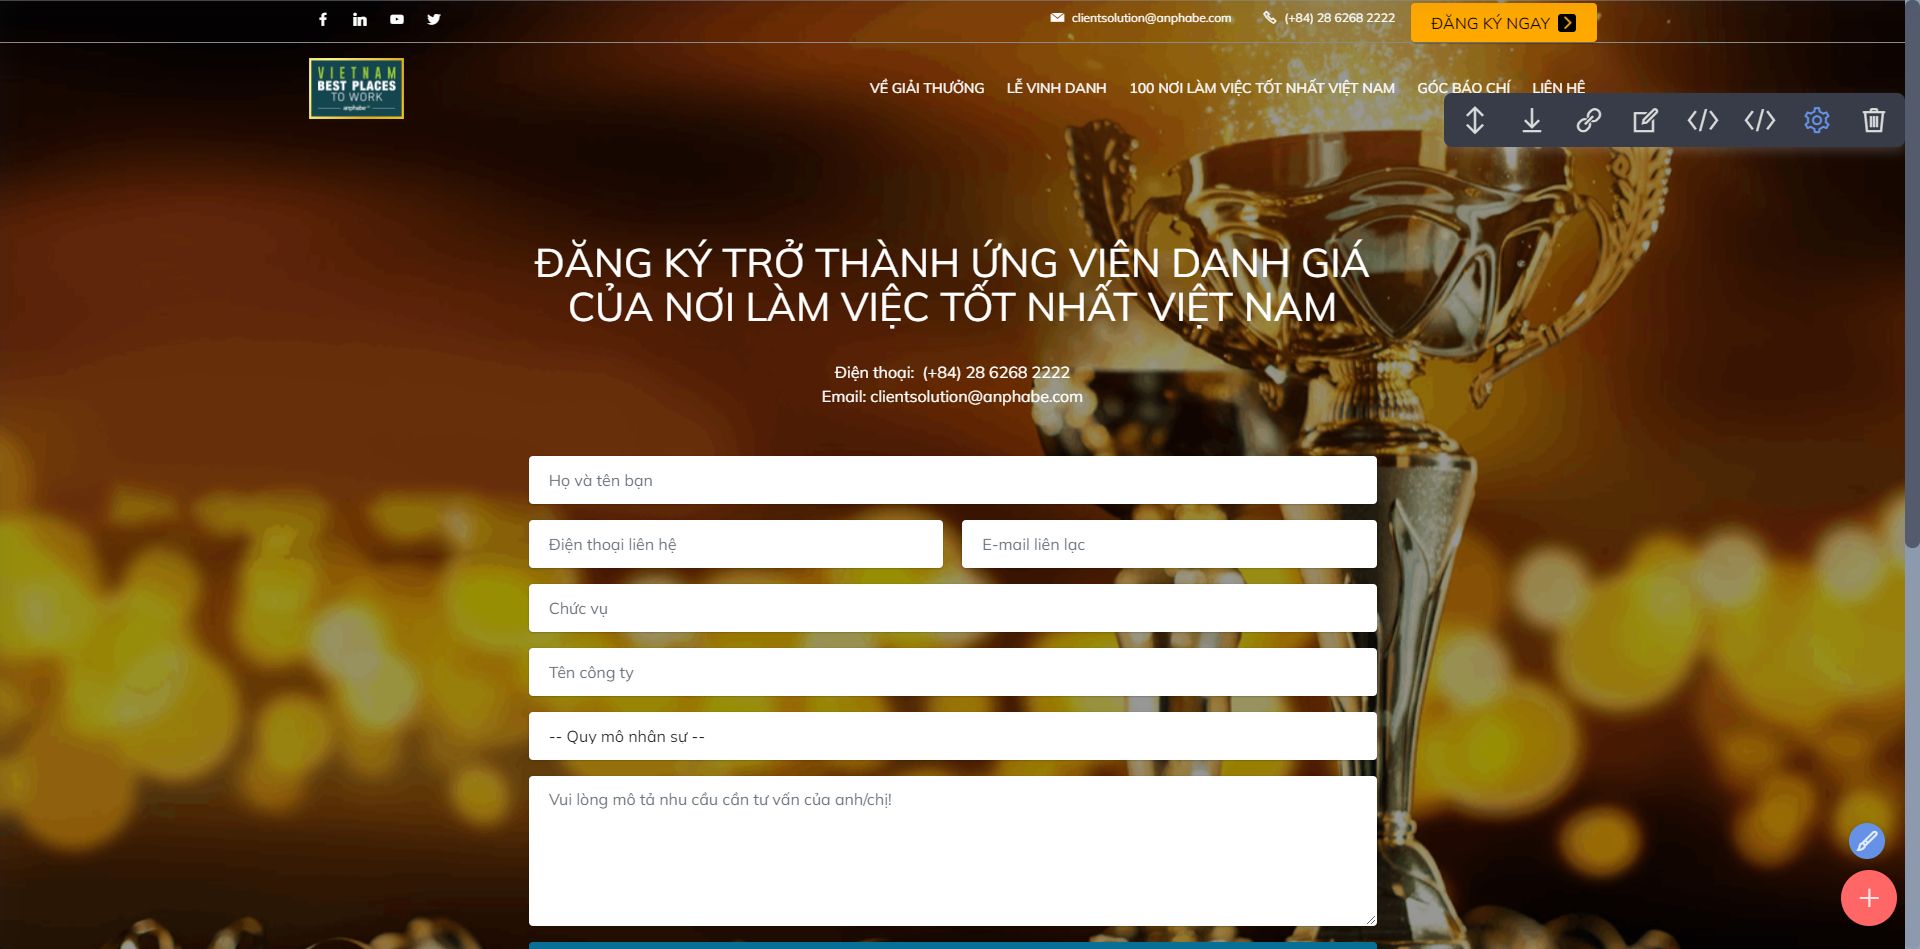 clientsolution@anphabe.com
(+84) 28 6268 2222
ĐĂNG KÝ NGAY
VIETNAM
BEST PLACES
TO WORK
anphabe
VỀ GIẢI THƯỞNG
LỄ VINH DANH
100 NƠI LÀM VIỆC TỐT NHẤT VIỆT NAM
GÓC BÁO CHÍ
LIÊN HỆ
ĐĂNG KÝ TRỞ THÀNH ỨNG VIÊN DANH GIÁ
CỦA NƠI LÀM VIỆC TỐT NHẤT VIỆT NAM
Điện thoại: (+84) 28 6268 2222
Email: clientsolution@anphabe.com
Họ và tên bạn
Điện thoại liên hệ
E-mail liên lạc
Chức vụ
Tên công ty
-- Quy mô nhân sự --
Vui lòng mô tả nhu cầu cần tư vấn của anh/chị!